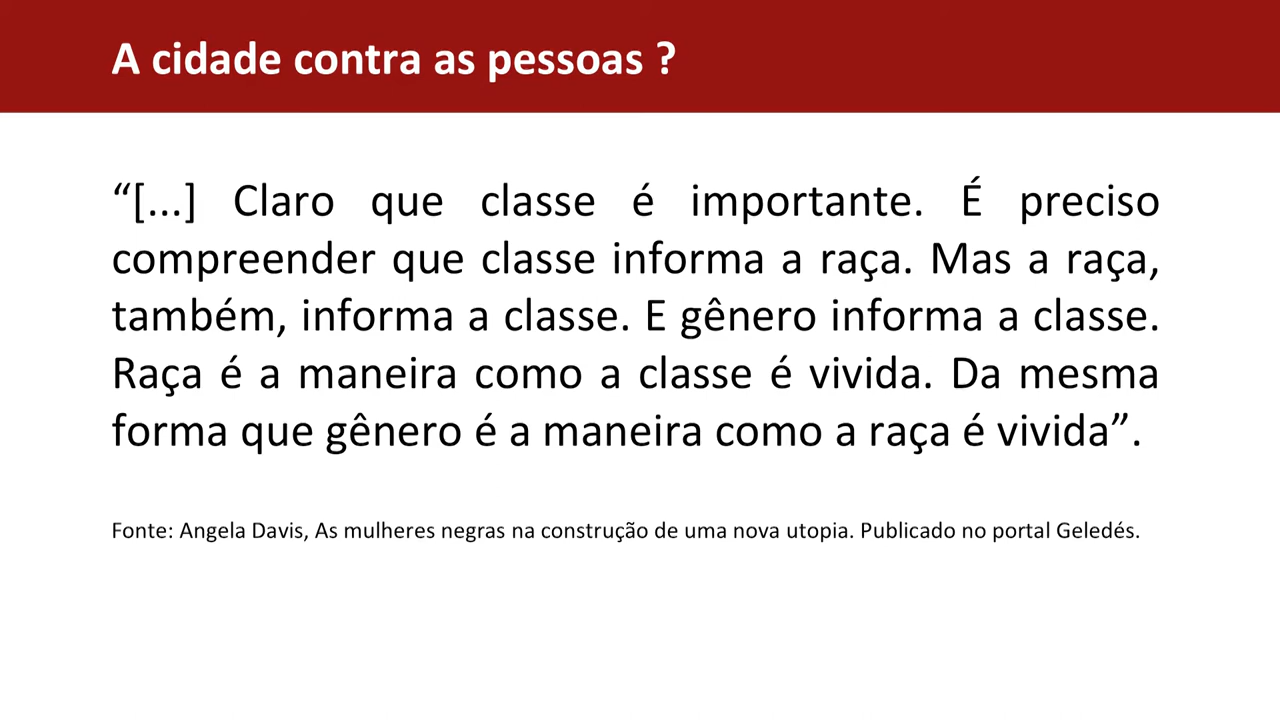 A cidade contra as pessoas ?
“[...] Claro que classe é importante. É preciso
compreender que classe informa a raça. Mas a raça,
também, informa a classe. E gênero informa a classe.
Raça é a maneira como a classe é vivida. Da mesma
forma que gênero é a maneira como a raça é vivida”.
Fonte: Angela Davis, As mulheres negras na construção de uma nova utopia. Publicado no portal Geledés.